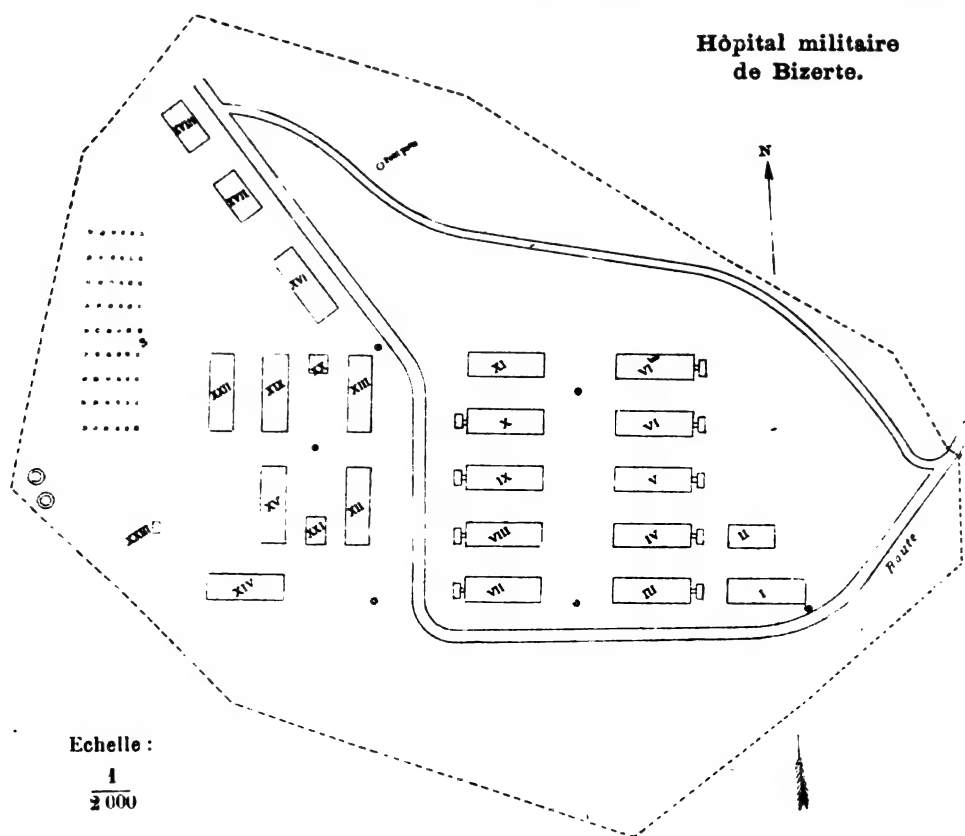 Hôpital militaire
de Bizerte.
N
XVIII
XVII
XVI
S
XXII
XIX
XX
XIII
XI
VI bis
X
VI
XV
XXI
XII
IX
V
XXIII
VIII
IV
II
Route
XIV
VII
III
I
Echelle :
1
2 000